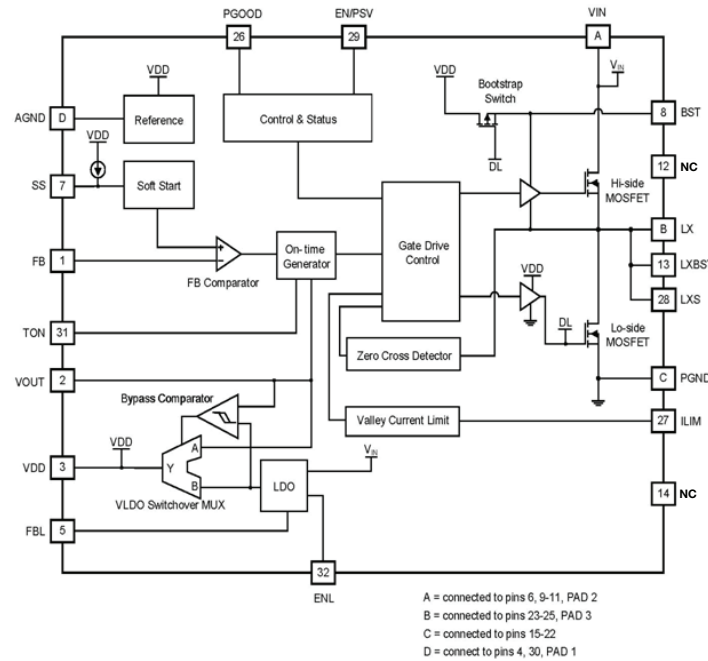 PGOOD
EN/PSV
VIN
26
29
A
VDD
VIN
VDD
Bootstrap
Switch
AGND
D
Reference
Control & Status
8
BST
VDD
DL
12
NC
SS
7
Soft Start
Hi-side
MOSFET
Gate Drive
Control
B
LX
FB
1
+
−
FB Comparator
On-time
Generator
13
LXBST
VDD
28
LXS
TON
31
DL
Lo-side
MOSFET
Zero Cross Detector
VOUT
2
C
PGND
Bypass Comparator
Valley Current Limit
27
ILIM
VDD
VDD
3
Y
A
B
VIN
LDO
14
NC
VLDO Switchover MUX
FBL
5
32
ENL
A = connected to pins 6, 9-11, PAD 2
B = connected to pins 23-25, PAD 3
C = connected to pins 15-22
D = connect to pins 4, 30, PAD 1